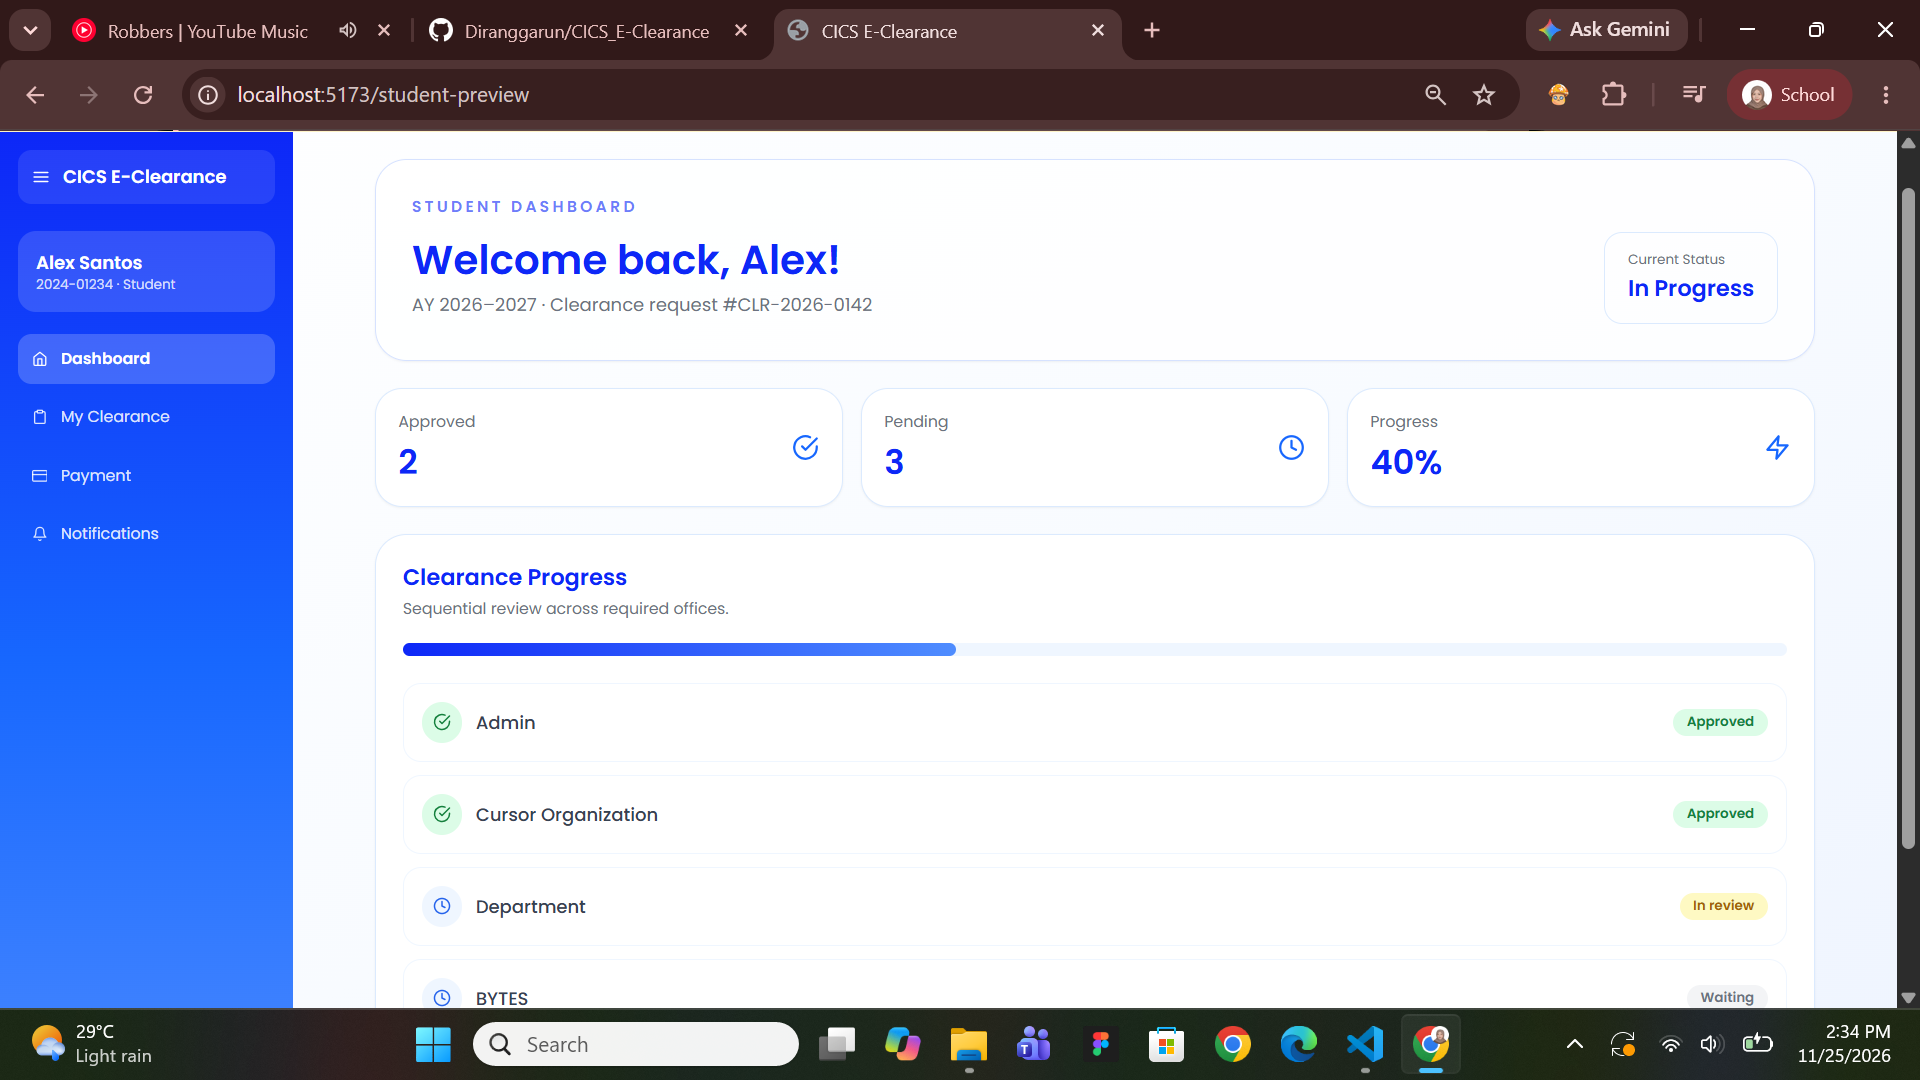 Robbers | YouTube Music
Diranggarun/CICS_E-Clearance
CICS E-Clearance
Ask Gemini
localhost:5173/student-preview
School
CICS E-Clearance
Alex Santos
2024-01234 · Student
Dashboard
My Clearance
Payment
Notifications
STUDENT DASHBOARD
Welcome back, Alex!
AY 2026–2027 · Clearance request #CLR-2026-0142
Current Status
In Progress
Approved
2
Pending
3
Progress
40%
Clearance Progress
Sequential review across required offices.
Admin
Approved
Cursor Organization
Approved
Department
In review
BYTES
Waiting
29°C
Light rain
Search
2:34 PM
11/25/2026